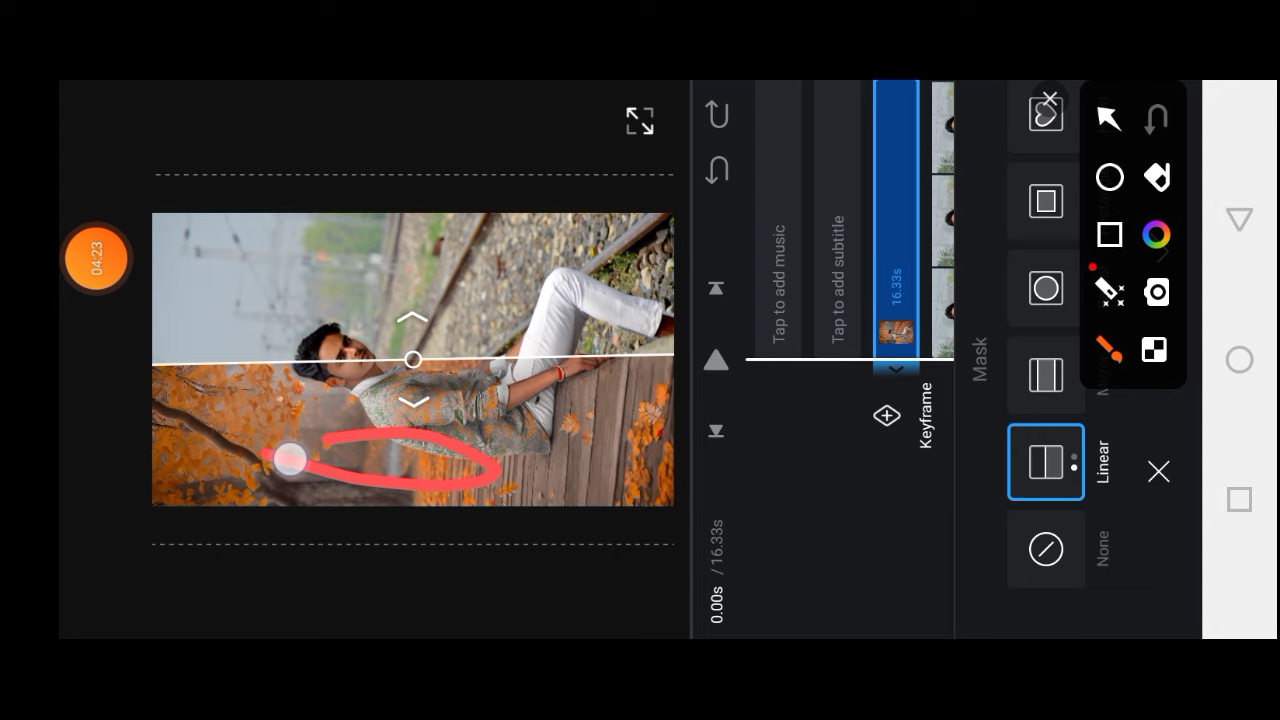 04:23
0.00s / 16.33s
Tap to add music
Tap to add subtitle
16.33s
Keyframe
Mask
None
Linear